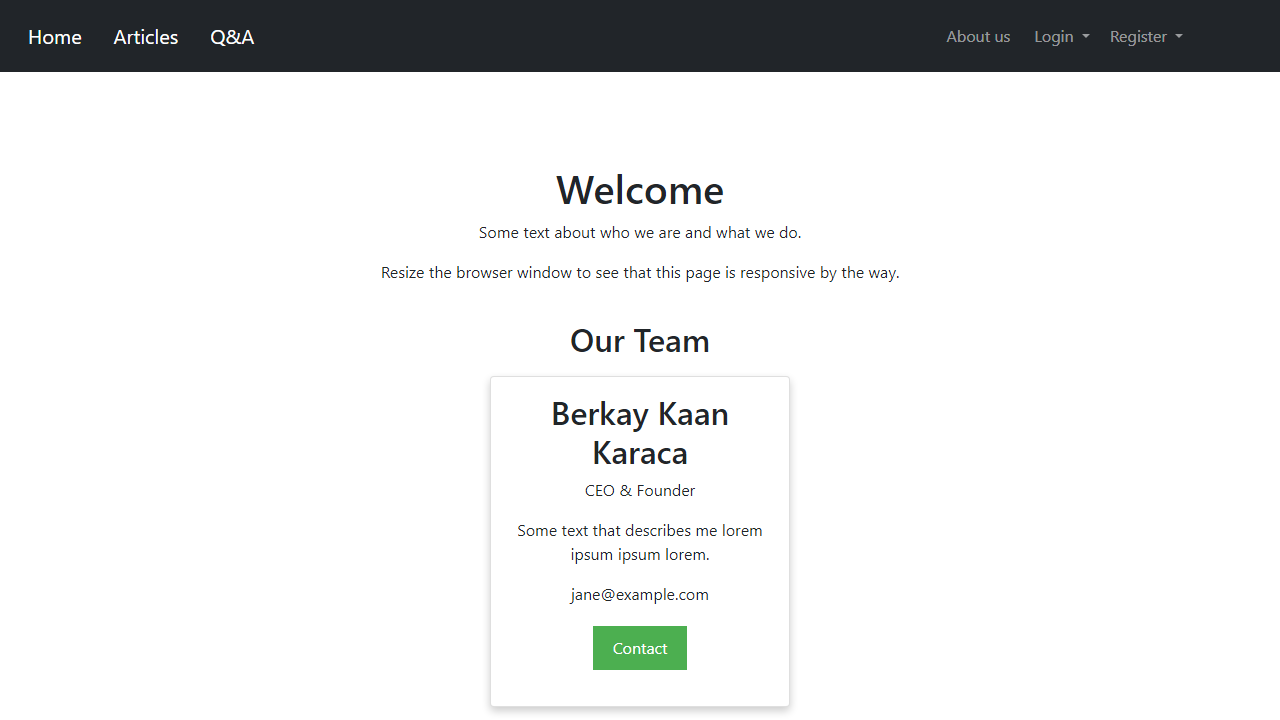 Home Articles Q&A About us Login Register
Welcome
Some text about who we are and what we do.
Resize the browser window to see that this page is responsive by the way.
Our Team
Berkay Kaan
Karaca
CEO & Founder
Some text that describes me lorem
ipsum ipsum lorem.
jane@example.com
Contact